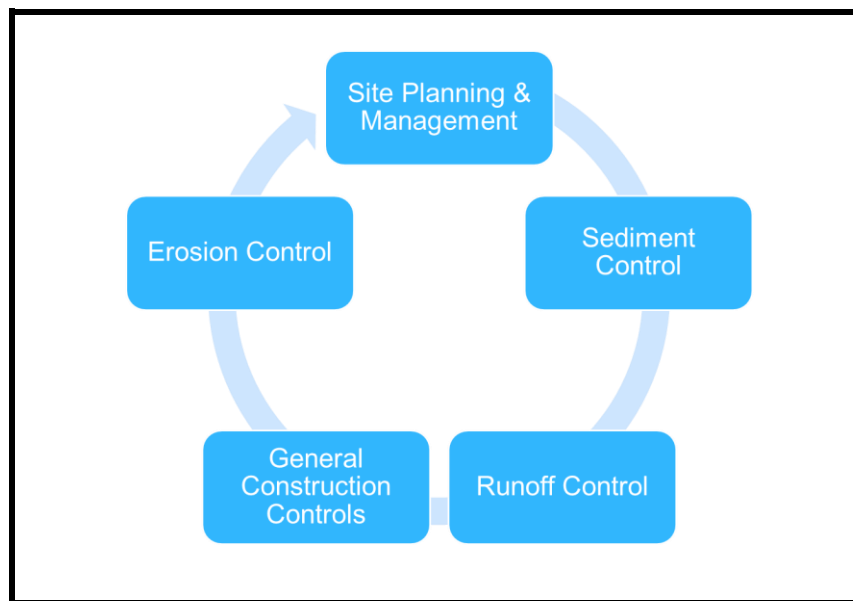 Site Planning &
Management
Sediment
Control
Runoff Control
General
Construction
Controls
Erosion Control